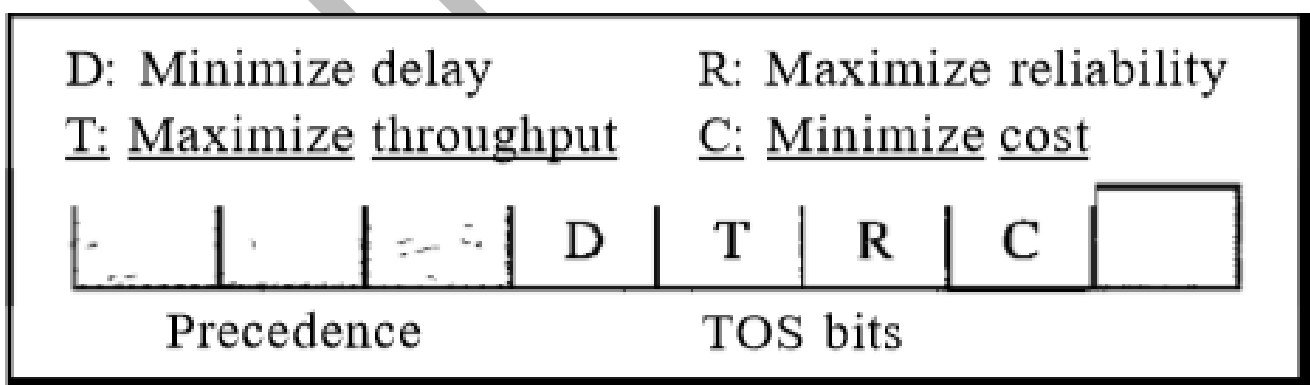 D: Minimize delay R: Maximize reliability
T: Maximize throughput C: Minimize cost
D T R C
Precedence TOS bits